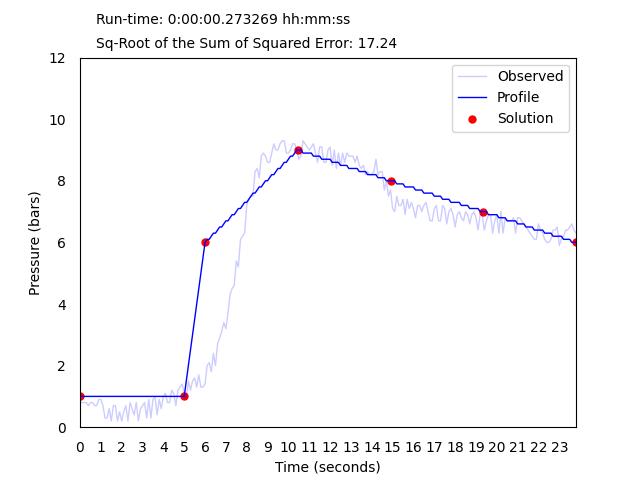 Run-time: 0:00:00.273269 hh:mm:ss
Sq-Root of the Sum of Squared Error: 17.24
12
10
8
6
4
2
0
Pressure (bars)
Observed
Profile
Solution
0 1 2 3 4 5 6 7 8 9 10 11 12 13 14 15 16 17 18 19 20 21 22 23
Time (seconds)